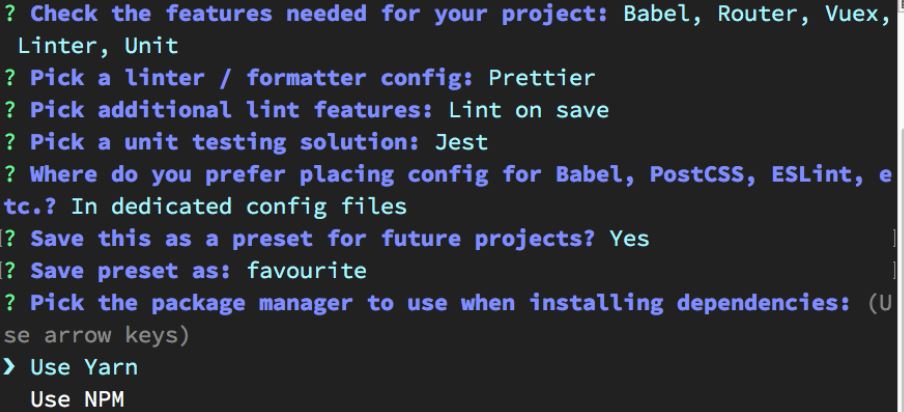 ? Check the features needed for your project: Babel, Router, Vuex,
Linter, Unit
? Pick a linter / formatter config: Prettier
? Pick additional lint features: Lint on save
? Pick a unit testing solution: Jest
? Where do you prefer placing config for Babel, PostCSS, ESLint, e
tc.? In dedicated config files
[? Save this as a preset for future projects? Yes ]
[? Save preset as: favourite ]
? Pick the package manager to use when installing dependencies: (U
se arrow keys)
❯ Use Yarn
Use NPM